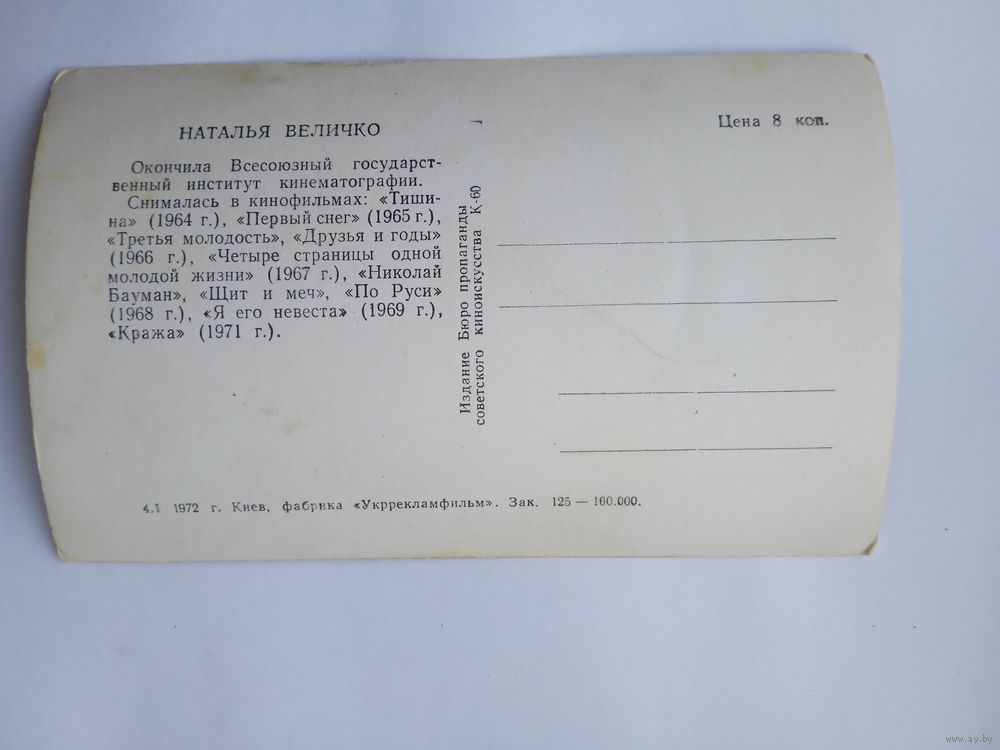 НАТАЛЬЯ ВЕЛИЧКО
Окончила Всесоюзный государст-
венный институт кинематографии.
Снималась в кинофильмах: «Тиши-
на» (1964 г.), «Первый снег» (1965 г.),
«Третья молодость», «Друзья и годы»
(1966 г.), «Четыре страницы одной
молодой жизни» (1967 г.), «Николай
Бауман», «Щит и меч», «По Руси»
(1968 г.), «Я его невеста» (1969 г.),
«Кража» (1971 г.).
Издание Бюро пропаганды
советского киноискусства К-60
Цена 8 коп.
4.1 1972 г. Киев, фабрика «Укррекламфильм». Зак. 125 — 100.000.
www.ay.by